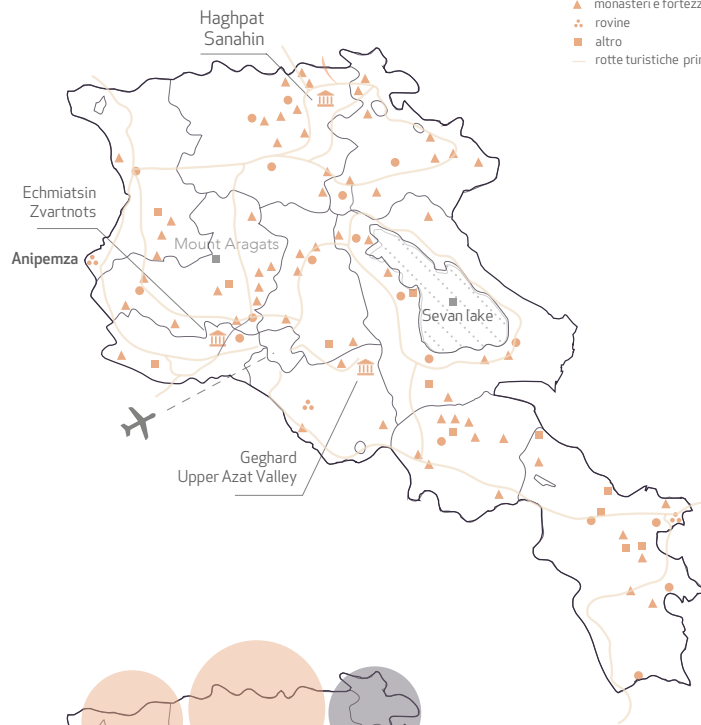 Haghpat
Sanahin
monasteri e fortezz
rovine
altro
rotte turistiche pri
Echmiatsin
Zvartnots
Mount Aragats
Anipemza
Sevan lake
Geghard
Upper Azat Valley